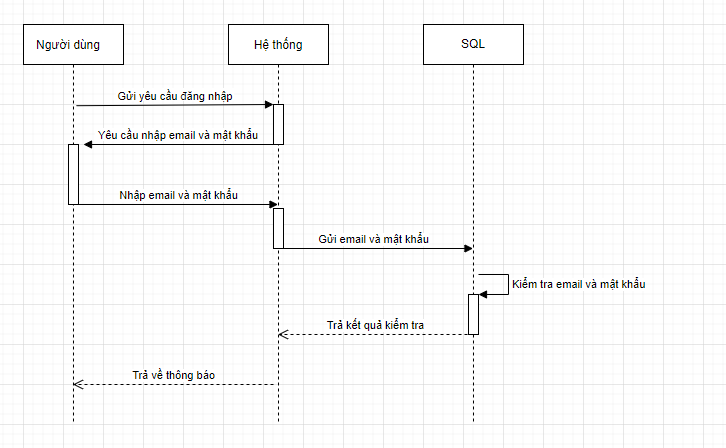 Người dùng
Hệ thống
SQL
Gửi yêu cầu đăng nhập
Yêu cầu nhập email và mật khẩu
Nhập email và mật khẩu
Gửi email và mật khẩu
Kiểm tra email và mật khẩu
Trả kết quả kiểm tra
Trả về thông báo